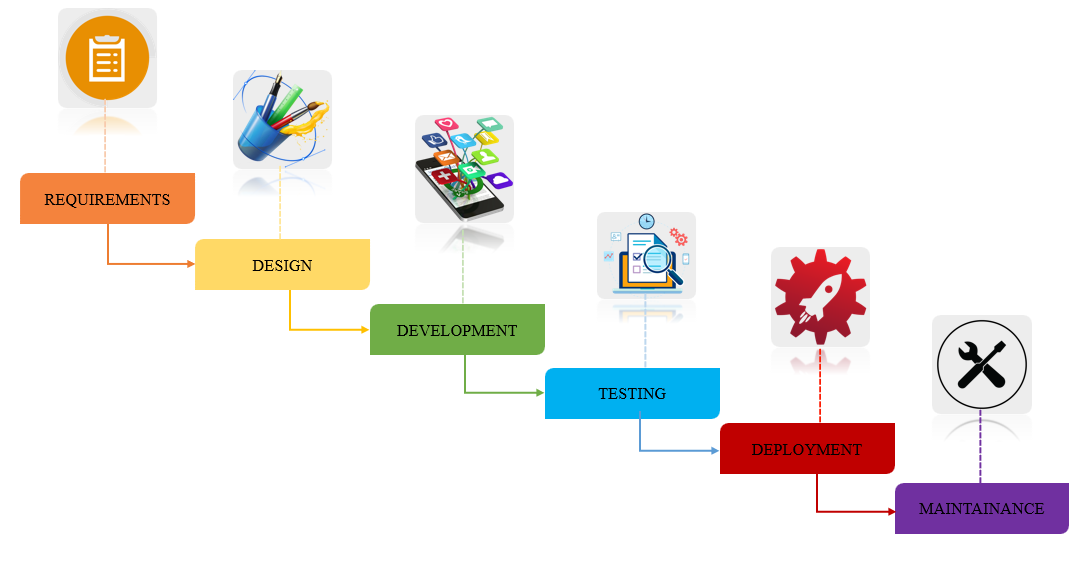 REQUIREMENTS
DESIGN
DEVELOPMENT
TESTING
DEPLOYMENT
MAINTAINANCE